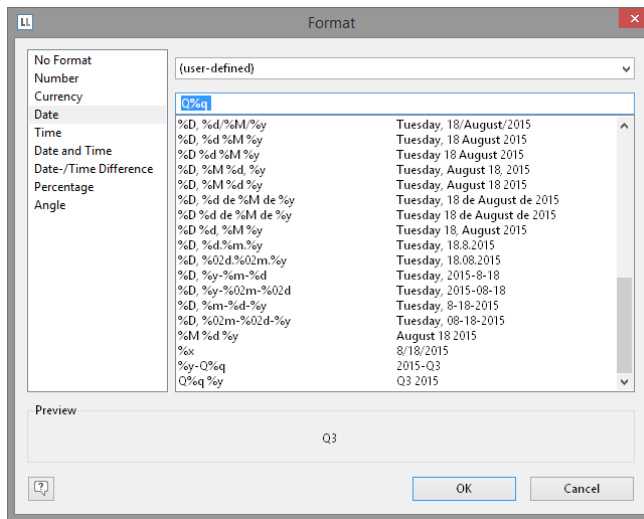 LL Format ×
No Format
Number
Currency
Date
Time
Date and Time
Date-/Time Difference
Percentage
Angle
(user-defined)
Q%q
%D, %d/%M/%y Tuesday, 18/August/2015
%D, %d %M %y Tuesday, 18 August 2015
%D %d %M %y Tuesday 18 August 2015
%D, %M %d, %y Tuesday, August 18, 2015
%D, %M %d %y Tuesday, August 18 2015
%D, %d de %M de %y Tuesday, 18 de August de 2015
%D %d de %M de %y Tuesday 18 de August de 2015
%D %d, %M %y Tuesday 18, August 2015
%D, %d.%m.%y Tuesday, 18.8.2015
%D, %02d.%02m.%y Tuesday, 18.08.2015
%D, %y-%m-%d Tuesday, 2015-8-18
%D, %y-%02m-%02d Tuesday, 2015-08-18
%D, %m-%d-%y Tuesday, 8-18-2015
%D, %02m-%02d-%y Tuesday, 08-18-2015
%M %d %y August 18 2015
%x 8/18/2015
%y-Q%q 2015-Q3
Q%q %y Q3 2015
Preview
Q3
? OK Cancel